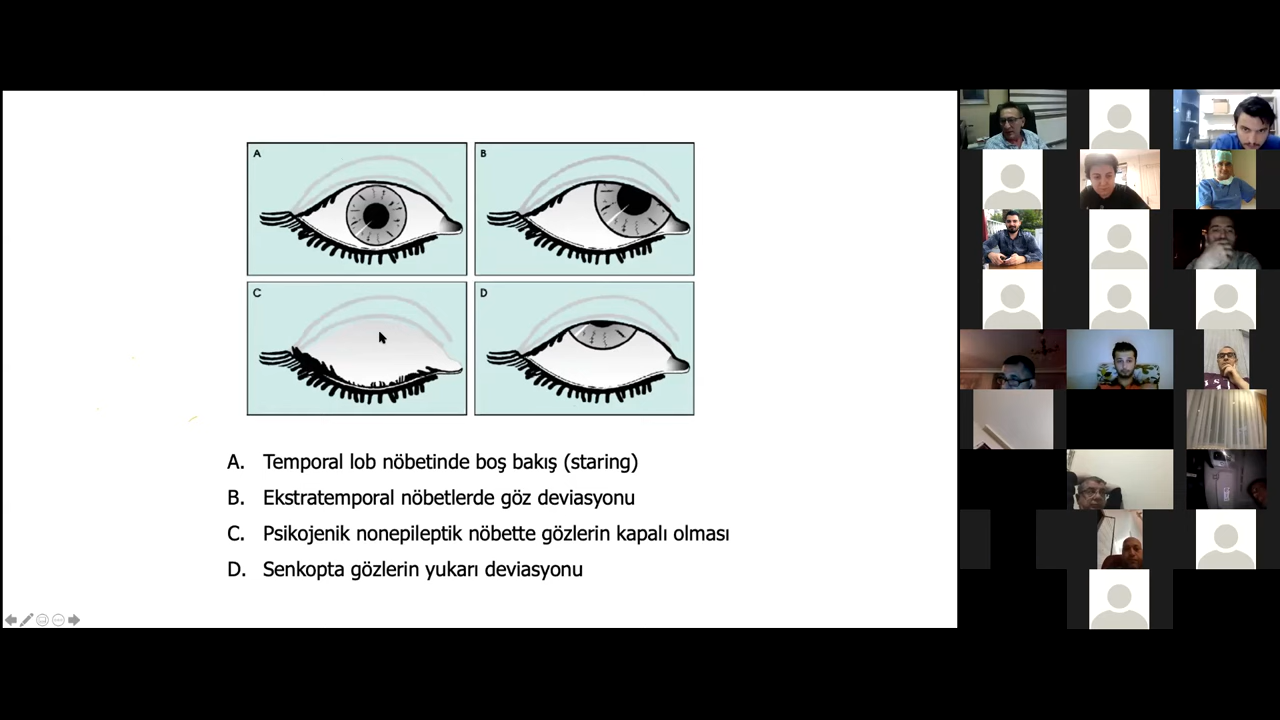 A
B
C
D
A. Temporal lob nöbetinde boş bakış (staring)
B. Ekstratemporal nöbetlerde göz deviasyonu
C. Psikojenik nonepileptik nöbette gözlerin kapalı olması
D. Senkopta gözlerin yukarı deviasyonu